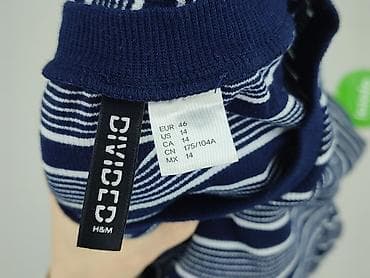 DIVIDED
H&M
EUR 46
US 14
CA 14
CN 175/104A
MX 14